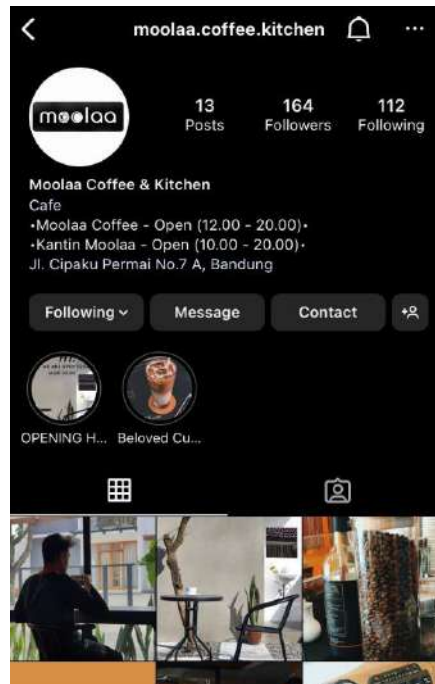 moolaa.coffee.kitchen
moolaa
13 164 112
Posts Followers Following
Moolaa Coffee & Kitchen
Cafe
•Moolaa Coffee - Open (12.00 - 20.00)•
•Kantin Moolaa - Open (10.00 - 20.00)•
Jl. Cipaku Permai No.7 A, Bandung
Following Message Contact
OPENING H... Beloved Cu...